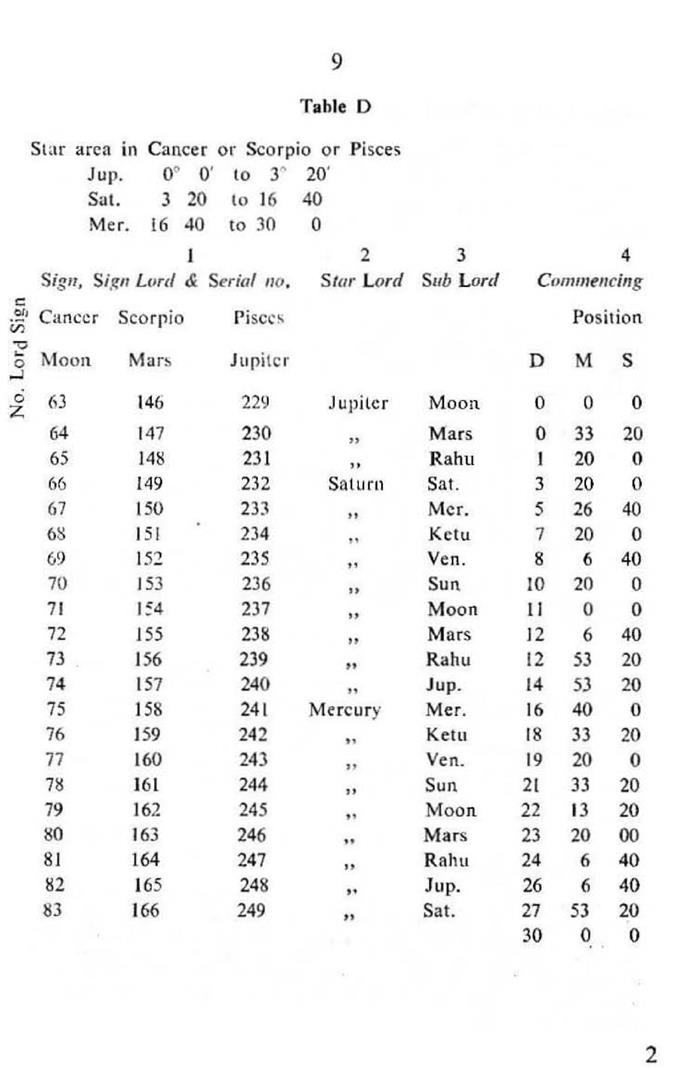 9
Table D
Star area in Cancer or Scorpio or Pisces
Jup. 0° 0′ to 3° 20′
Sat. 3 20 to 16 40
Mer. 16 40 to 30 0
1 2 3 4
Sign, Sign Lord & Serial no. Star Lord Sub Lord Commencing
No. Lord Sign
Cancer Scorpio Pisces Position
Moon Mars Jupiter D M S
63 146 229 Jupiter Moon 0 0 0
64 147 230 ,, Mars 0 33 20
65 148 231 ,, Rahu 1 20 0
66 149 232 Saturn Sat. 3 20 0
67 150 233 ,, Mer. 5 26 40
68 151 234 ,, Ketu 7 20 0
69 152 235 ,, Ven. 8 6 40
70 153 236 ,, Sun 10 20 0
71 154 237 ,, Moon 11 0 0
72 155 238 ,, Mars 12 6 40
73 156 239 ,, Rahu 12 53 20
74 157 240 ,, Jup. 14 53 20
75 158 241 Mercury Mer. 16 40 0
76 159 242 ,, Ketu 18 33 20
77 160 243 ,, Ven. 19 20 0
78 161 244 ,, Sun 21 33 20
79 162 245 ,, Moon 22 13 20
80 163 246 ,, Mars 23 20 00
81 164 247 ,, Rahu 24 6 40
82 165 248 ,, Jup. 26 6 40
83 166 249 ,, Sat. 27 53 20
30 0 0
2